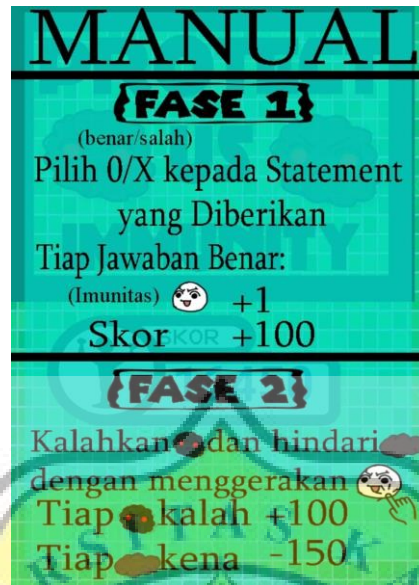 MANUAL
{FASE 1}
(benar/salah)
Pilih 0/X kepada Statement
yang Diberikan
Tiap Jawaban Benar:
(Imunitas) +1
Skor +100
SKOR
{FASE 2}
Kalahkan dan hindari
dengan menggerakan
Tiap kalah +100
Tiap kena -150